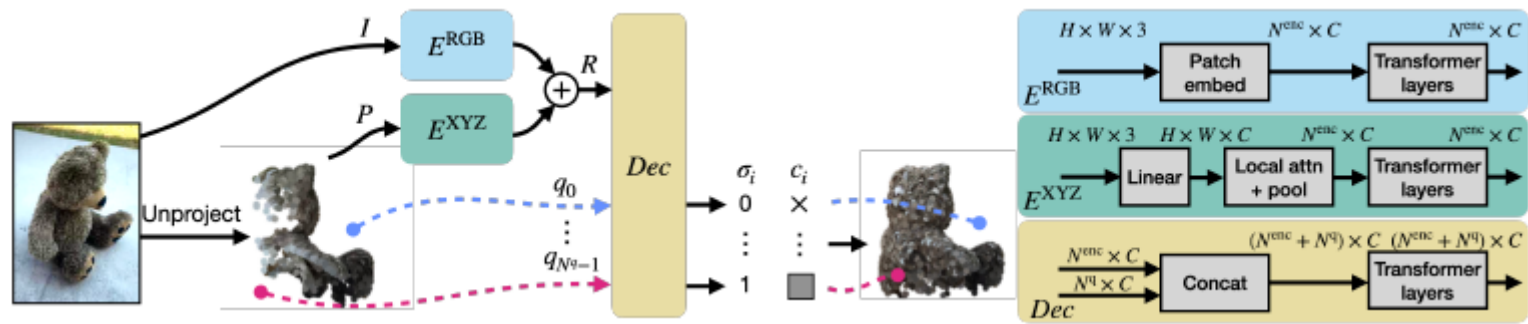 I
E^RGB
R
P
E^XYZ
+
Unproject
q_0
⋮
q_{N^q−1}
Dec
σ_i c_i
0 ×
⋮ ⋮
1
H × W × 3 N^enc × C N^enc × C
Patch embed
Transformer layers
E^RGB
H × W × 3 H × W × C N^enc × C N^enc × C
Linear
Local attn + pool
Transformer layers
E^XYZ
(N^enc + N^q) × C (N^enc + N^q) × C
N^enc × C
N^q × C
Concat
Transformer layers
Dec